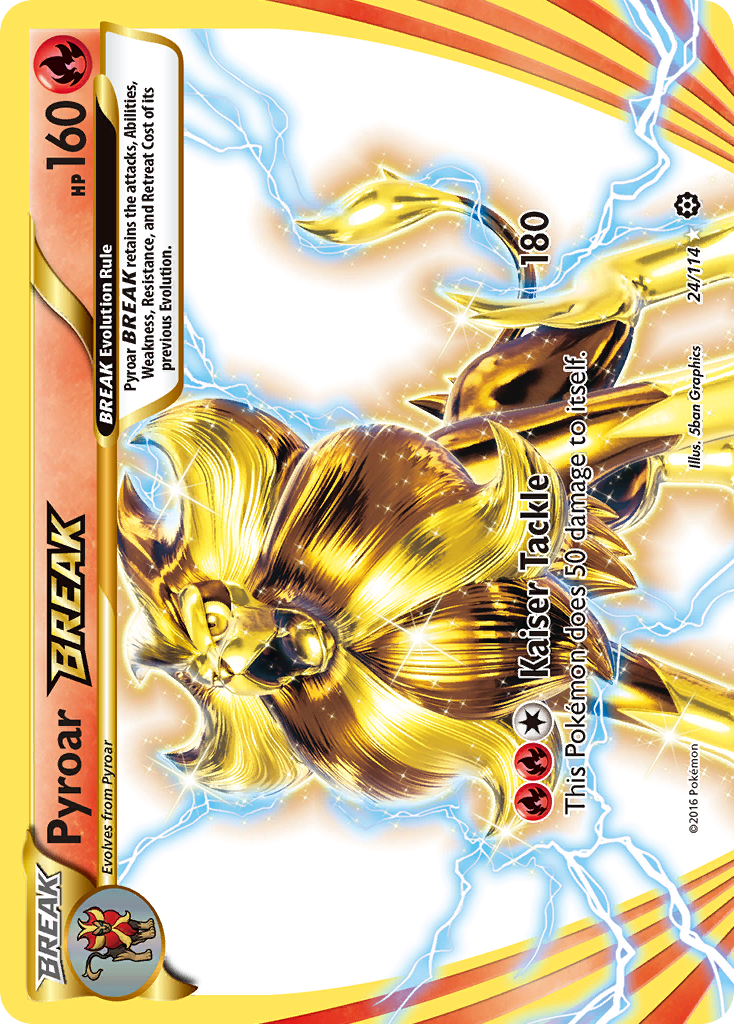 BREAK
Pyroar BREAK
HP 160
Evolves from Pyroar
BREAK Evolution Rule
Pyroar BREAK retains the attacks, Abilities,
Weakness, Resistance, and Retreat Cost of its
previous Evolution.
Kaiser Tackle 180
This Pokémon does 50 damage to itself.
©2016 Pokémon
Illus. 5ban Graphics
24/114